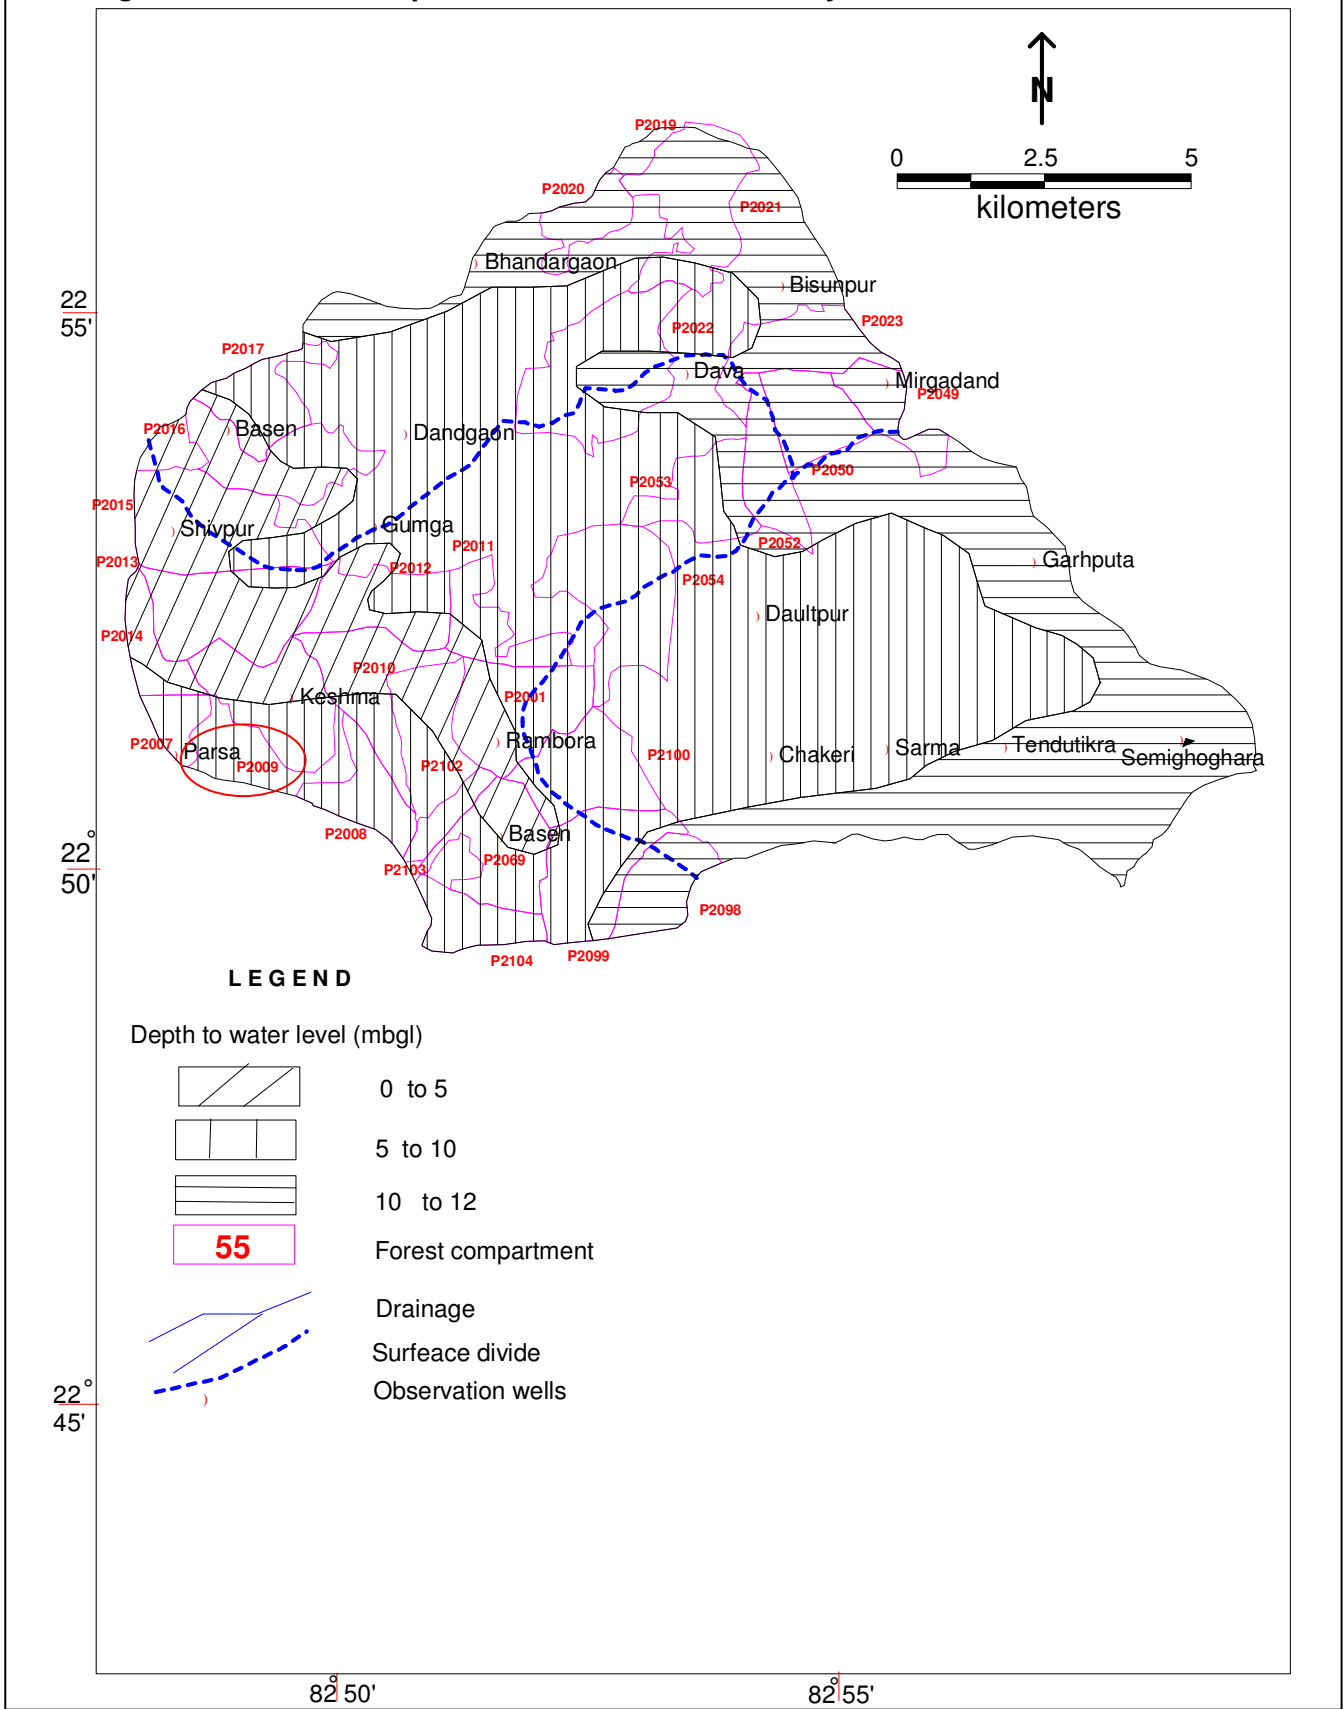 N
0 2.5 5
kilometers
P2019
P2020
P2021
Bhandargaon
Bisunpur
22
55'
P2023
P2022
P2017
Dava
Mirgadand
P2049
P2016
Basen
Dandgaon
P2050
P2053
P2015
Shivpur
Gumga
P2011
P2052
P2013
P2012
P2054
Garhputa
Daultpur
P2014
P2010
Keshma
P2001
P2007
Parsa
P2009
Rambora
P2102
P2100
Chakeri
Sarma
Tendutikra
Semighoghara
P2008
Basen
P2069
P2103
22°
50'
P2098
P2104
P2099
LEGEND
Depth to water level (mbgl)
0 to 5
5 to 10
10 to 12
55
Forest compartment
Drainage
Surfeace divide
Observation wells
22°
45'
82°50'
82°55'